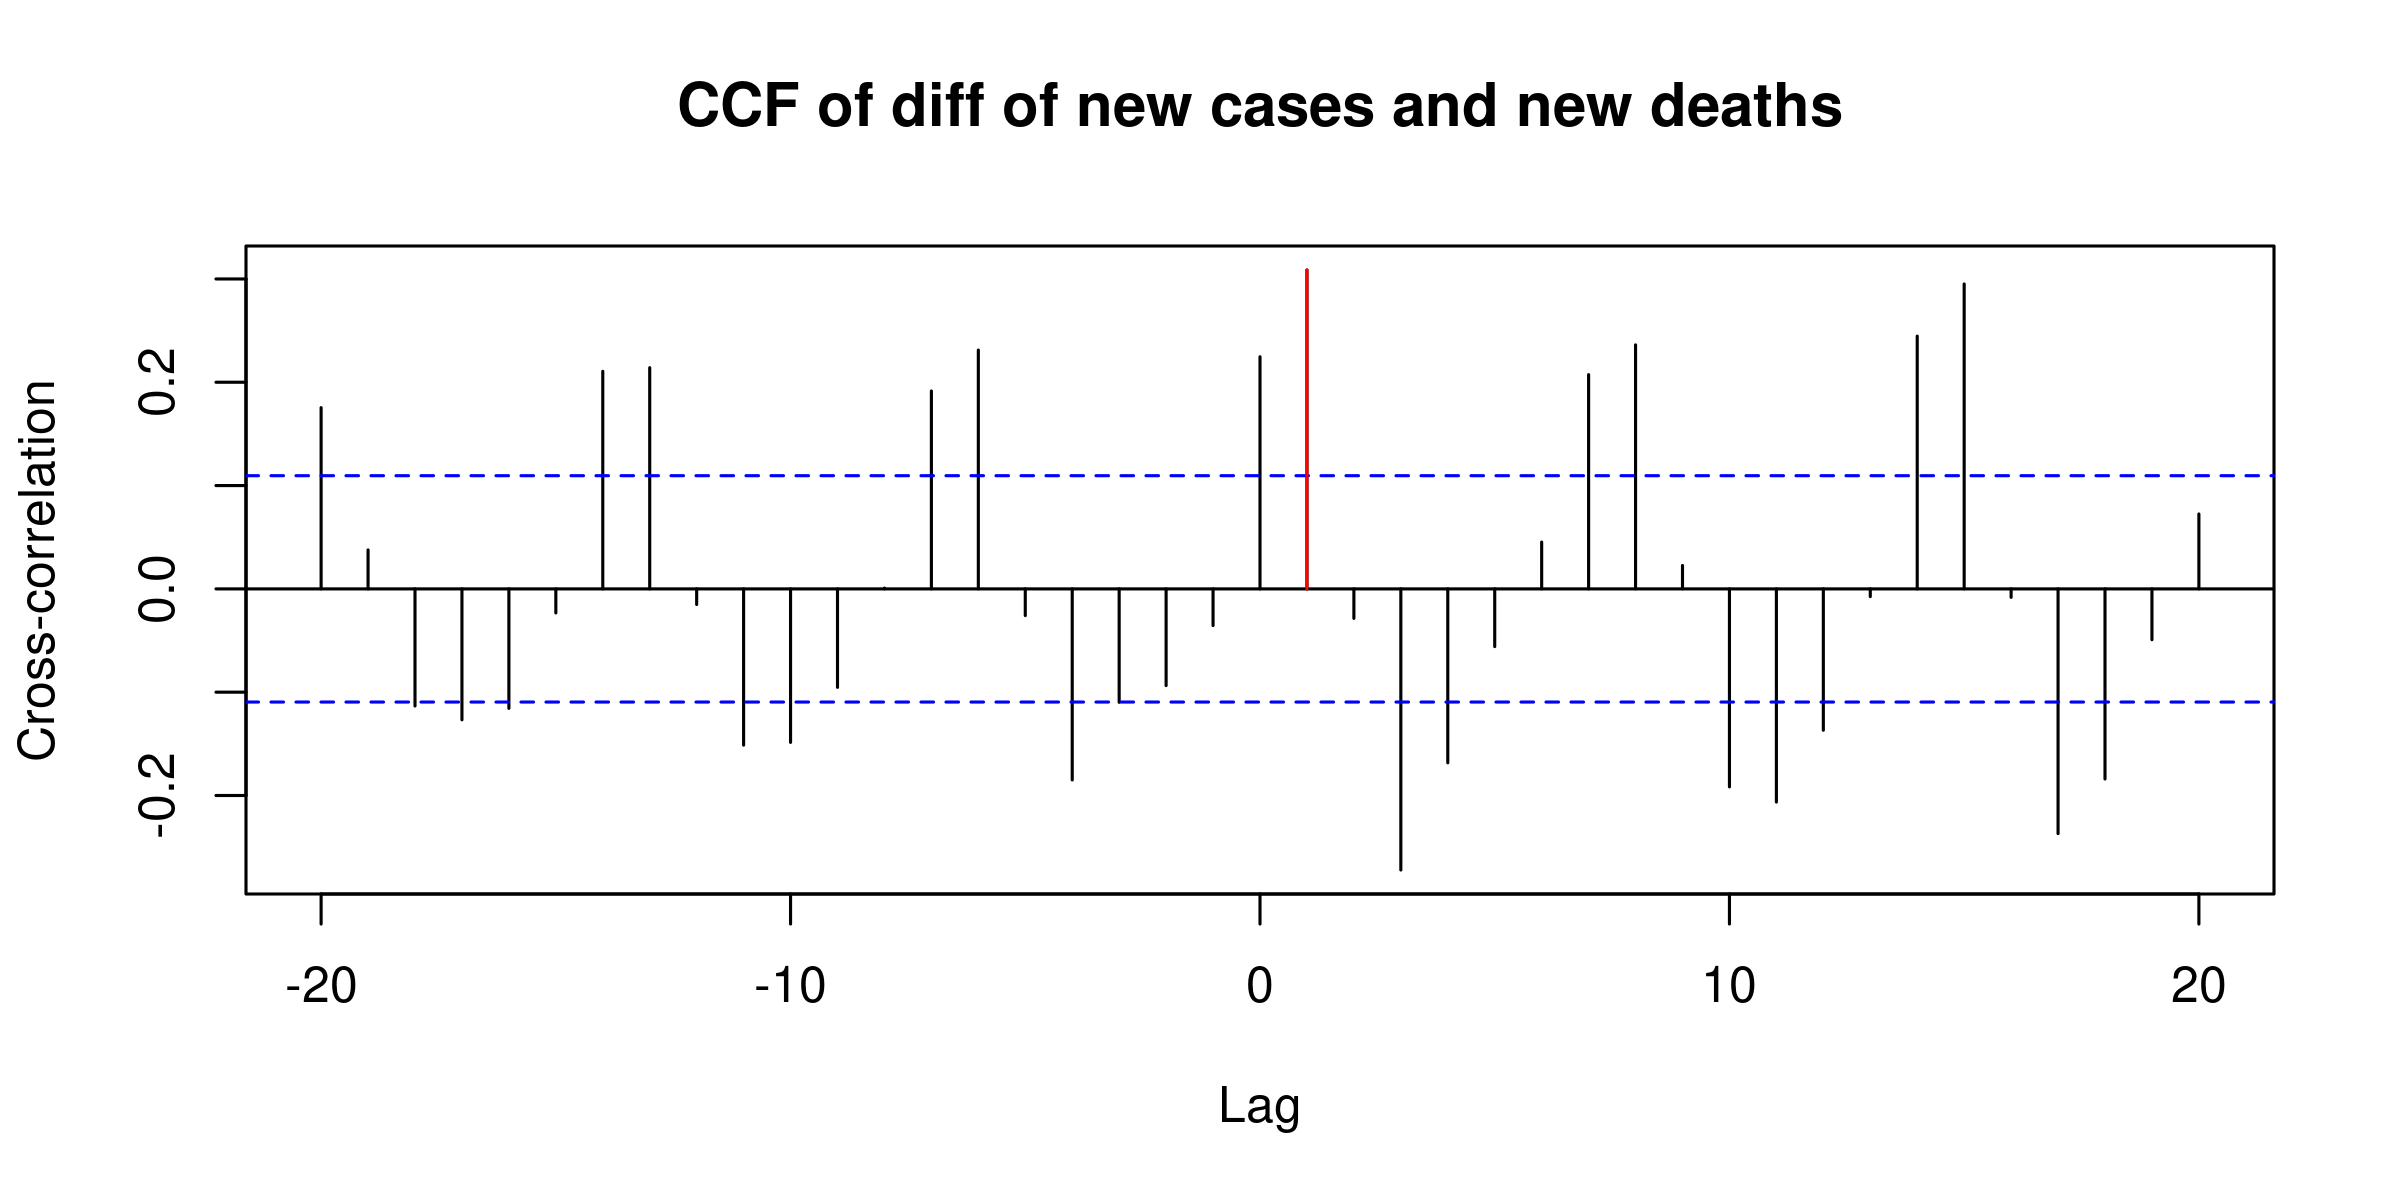 CCF of diff of new cases and new deaths
Cross-correlation
0.2
0.0
-0.2
-20 -10 0 10 20
Lag